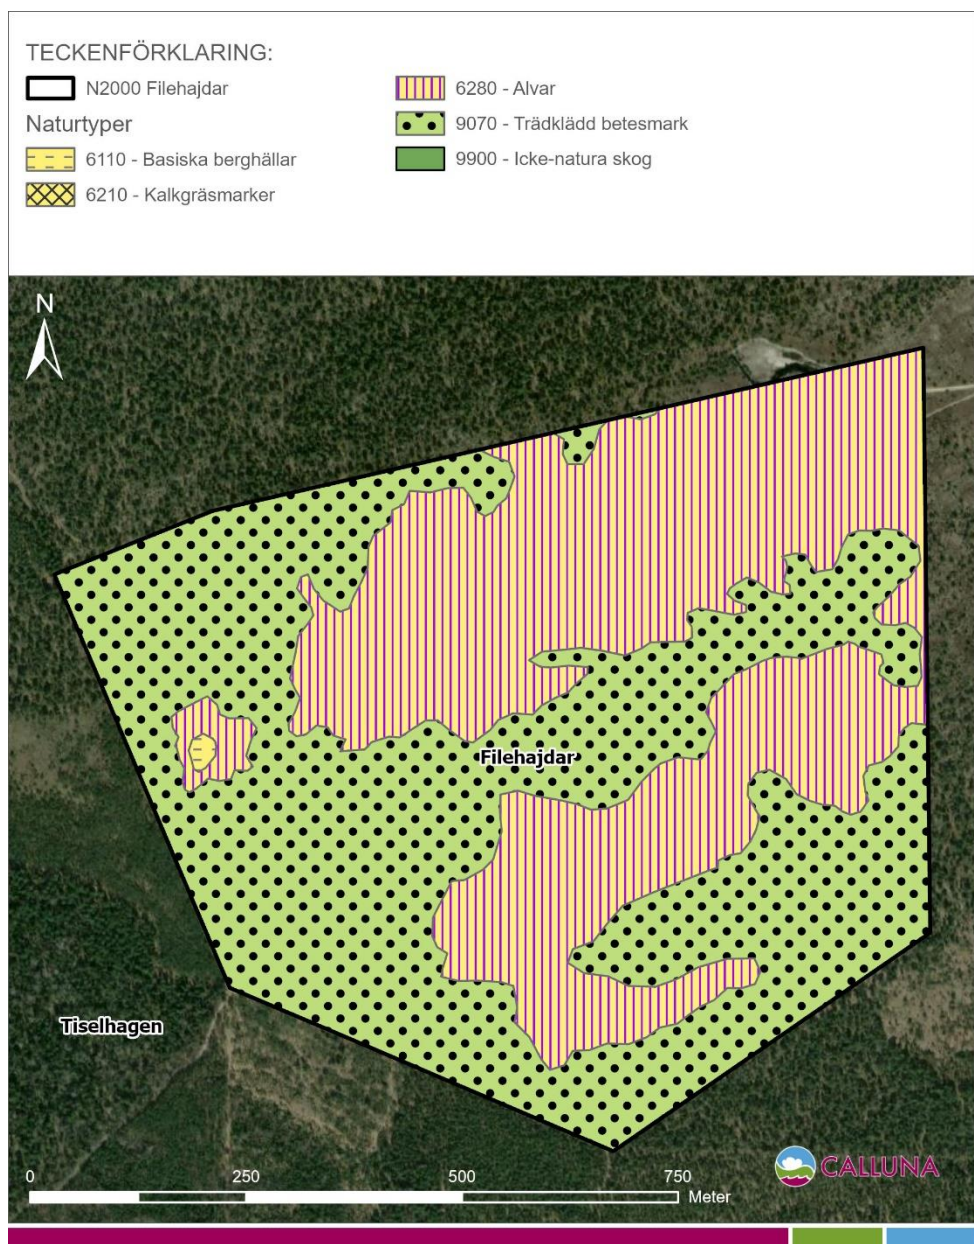 TECKENFÖRKLARING:
N2000 Filehajdar
Naturtyper
6110 - Basiska berghällar
6210 - Kalkgräsmarker
6280 - Alvar
9070 - Trädklädd betesmark
9900 - Icke-natura skog
N
Filehajdar
Tiselhagen
0 250 500 750
Meter
CALLUNA